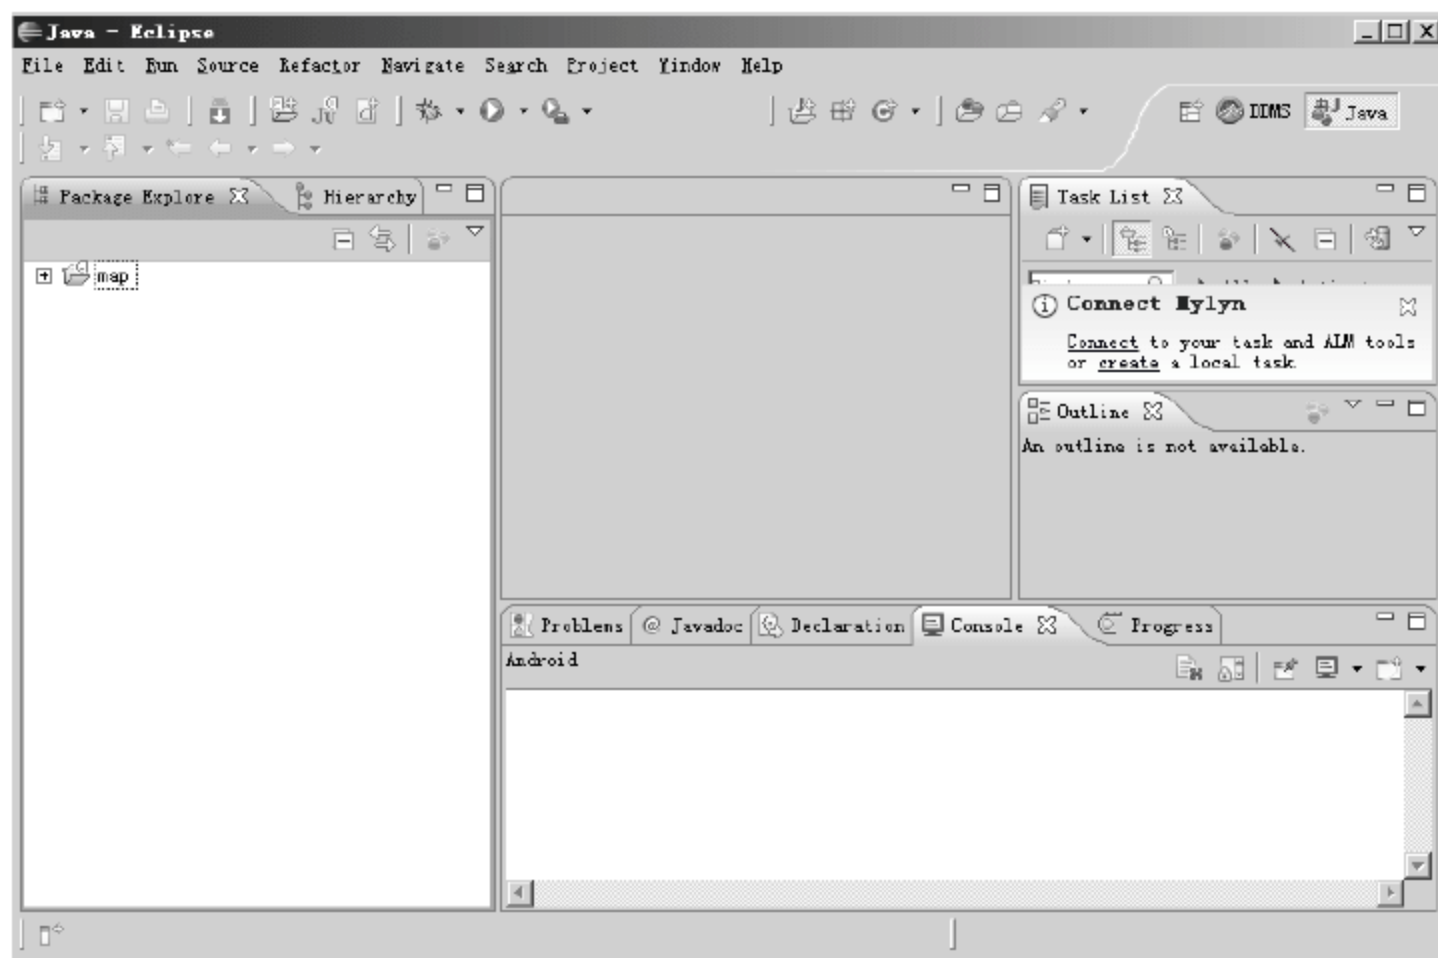 Java - Eclipse
File Edit Run Source Refactor Navigate Search Project Window Help
DDMS Java
Package Explore Hierarchy
Task List
map
Connect Mylyn
Connect to your task and ALM tools
or create a local task.
Outline
An outline is not available.
Problems @ Javadoc Declaration Console Progress
Android